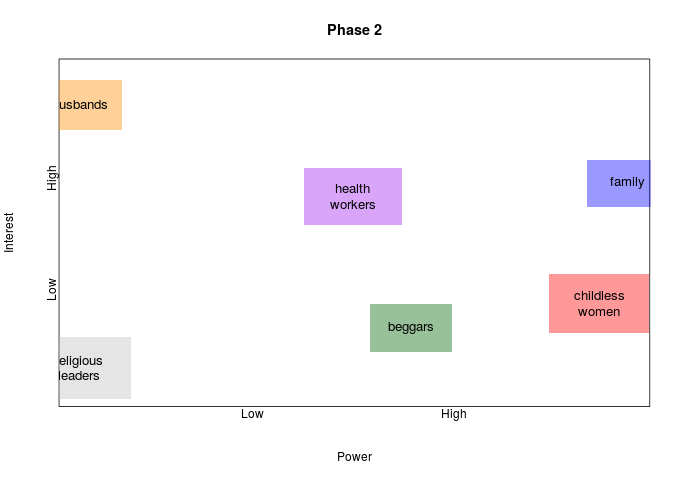 Phase 2
usbands
High
family
health
workers
Interest
Low
childless
women
beggars
eligious
leaders
Low
High
Power